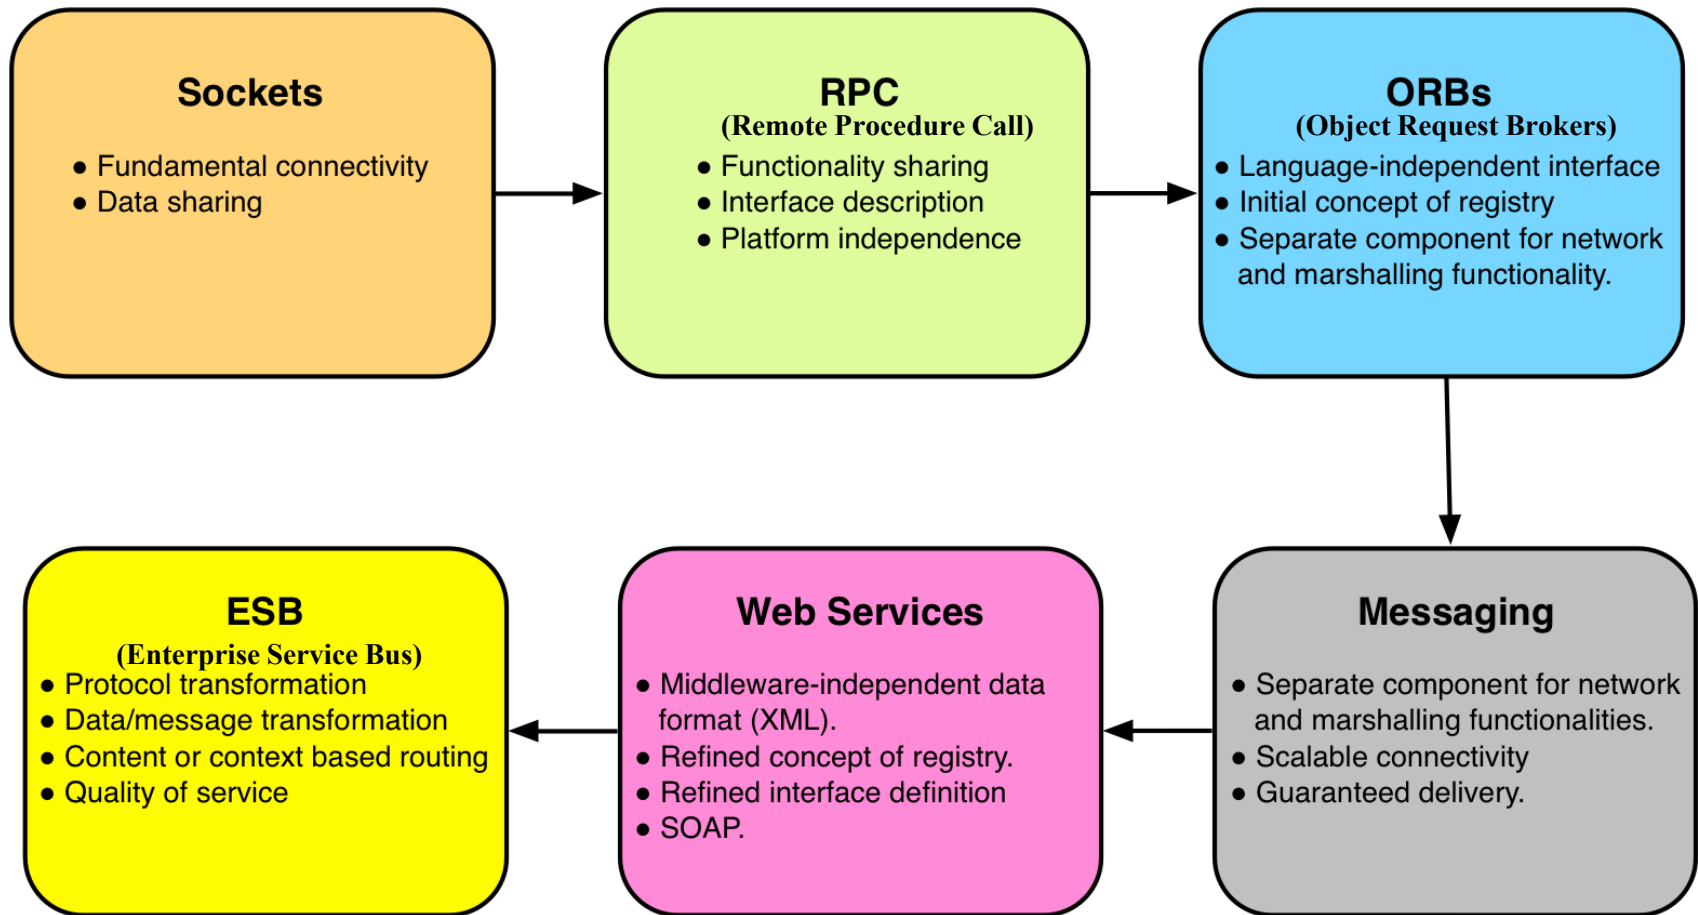 Sockets
● Fundamental connectivity
● Data sharing
RPC
(Remote Procedure Call)
● Functionality sharing
● Interface description
● Platform independence
ORBs
(Object Request Brokers)
● Language-independent interface
● Initial concept of registry
● Separate component for network
and marshalling functionality.
ESB
(Enterprise Service Bus)
● Protocol transformation
● Data/message transformation
● Content or context based routing
● Quality of service
Web Services
● Middleware-independent data
format (XML).
● Refined concept of registry.
● Refined interface definition
● SOAP.
Messaging
● Separate component for network
and marshalling functionalities.
● Scalable connectivity
● Guaranteed delivery.